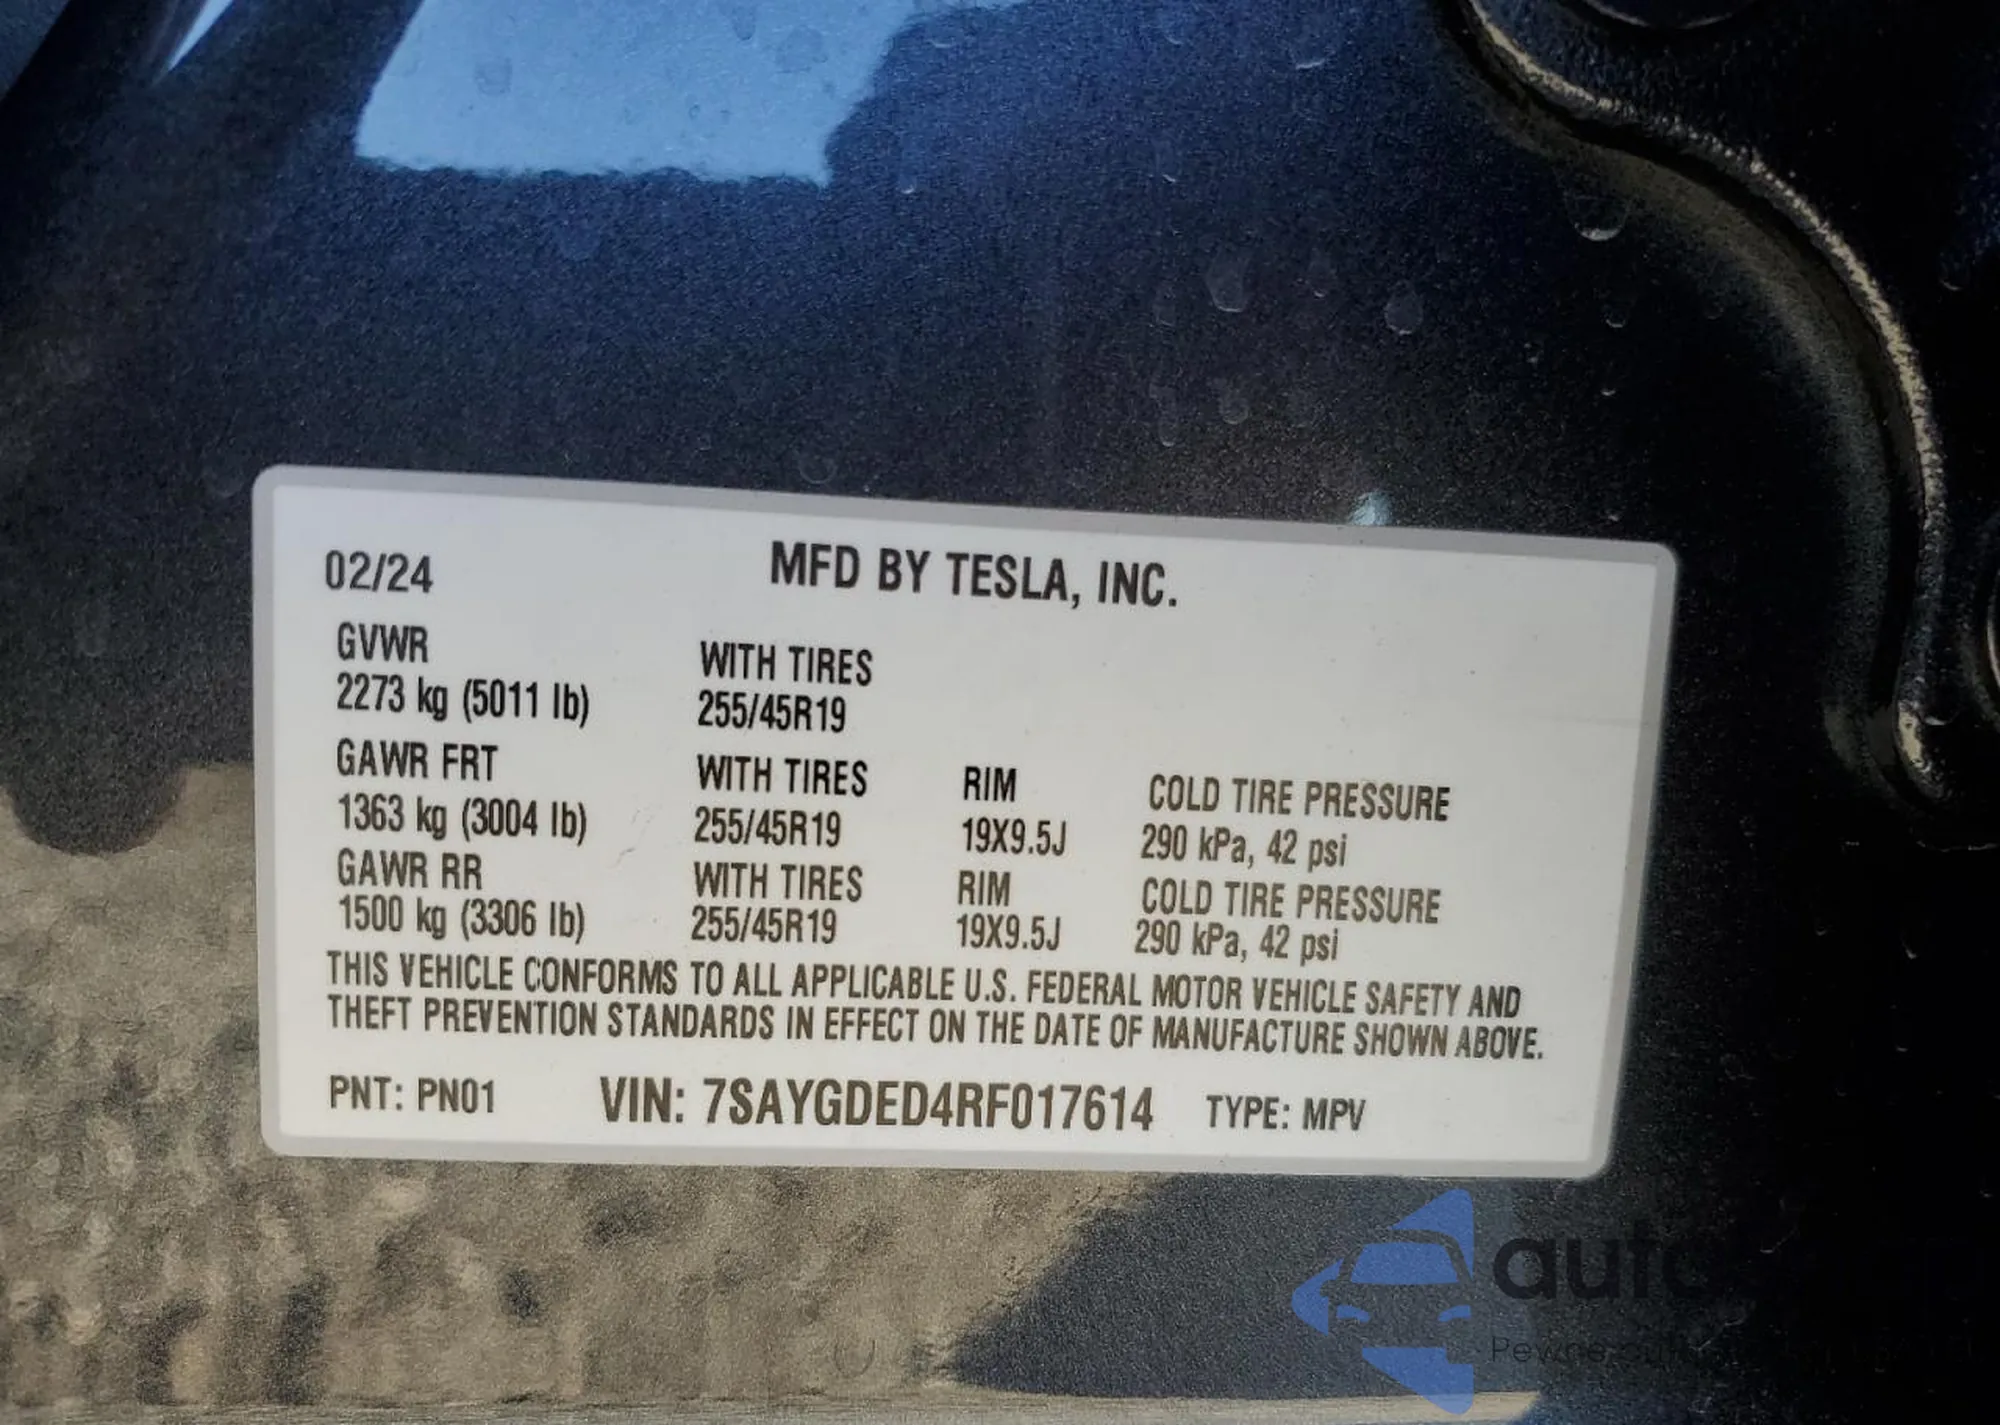 02/24 MFD BY TESLA, INC.
GVWR WITH TIRES
2273 kg (5011 lb) 255/45R19
GAWR FRT WITH TIRES RIM COLD TIRE PRESSURE
1363 kg (3004 lb) 255/45R19 19X9.5J 290 kPa, 42 psi
GAWR RR WITH TIRES RIM COLD TIRE PRESSURE
1500 kg (3306 lb) 255/45R19 19X9.5J 290 kPa, 42 psi
THIS VEHICLE CONFORMS TO ALL APPLICABLE U.S. FEDERAL MOTOR VEHICLE SAFETY AND
THEFT PREVENTION STANDARDS IN EFFECT ON THE DATE OF MANUFACTURE SHOWN ABOVE.
PNT: PN01 VIN: 7SAYGDED4RF017614 TYPE: MPV
Pewne